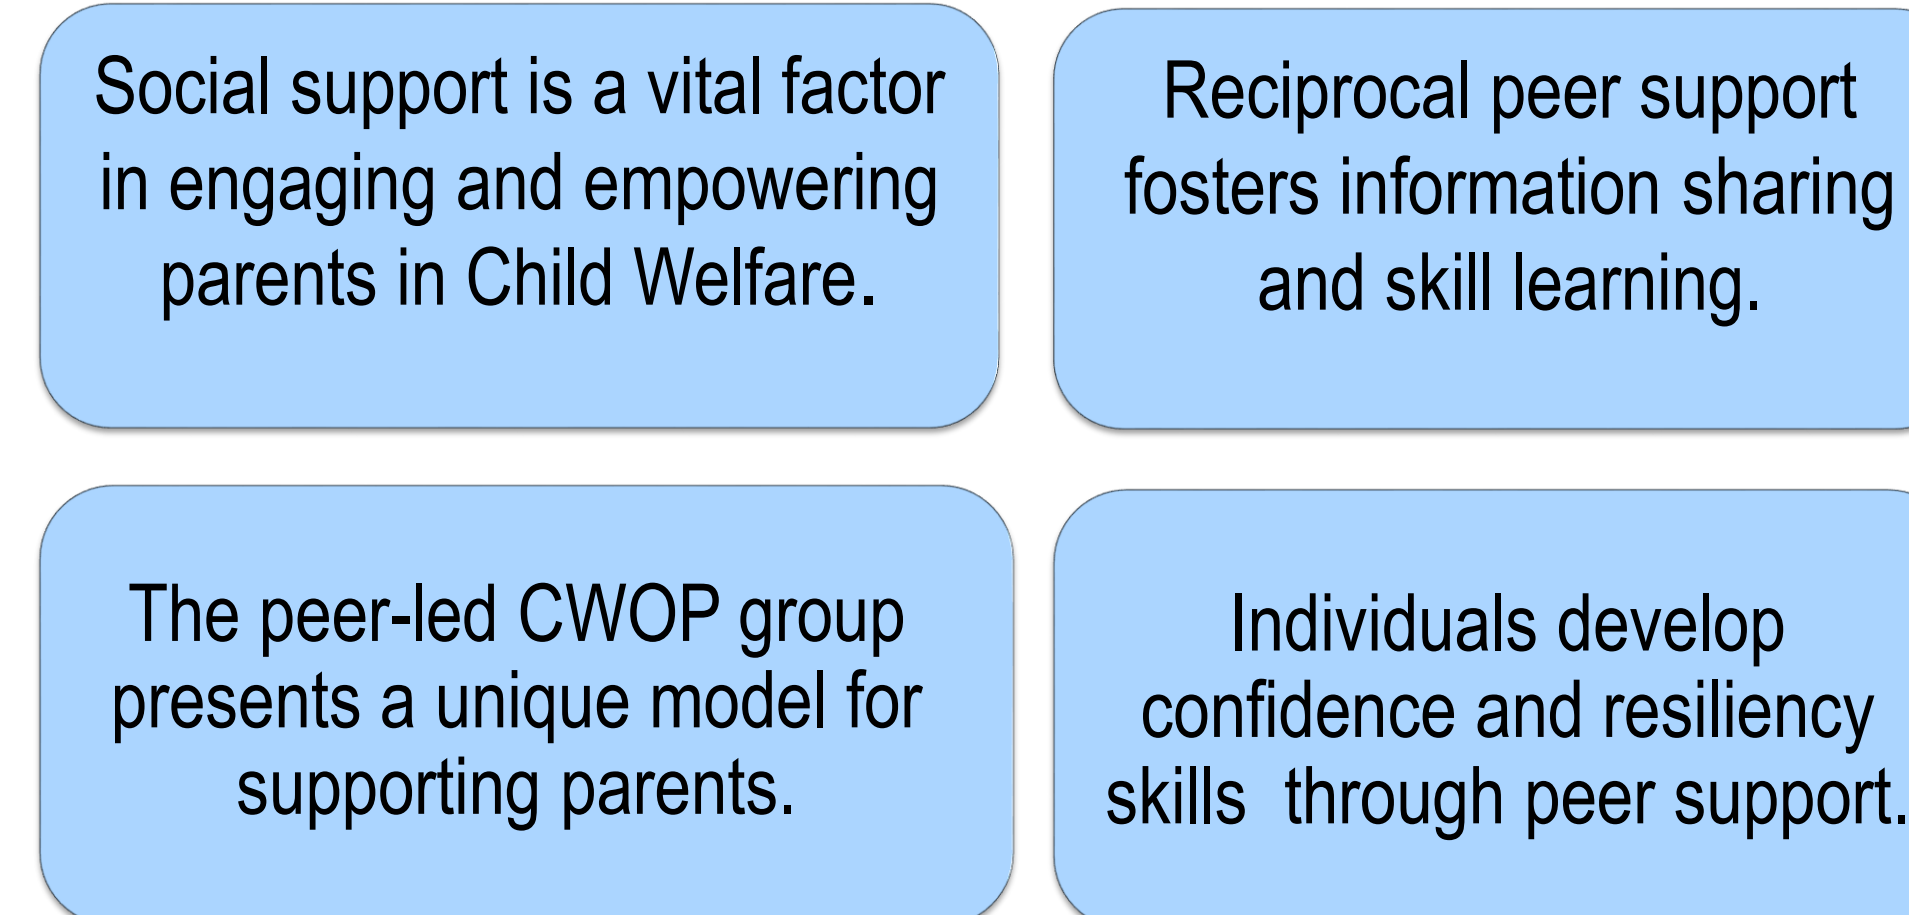 Social support is a vital factor
in engaging and empowering
parents in Child Welfare.
Reciprocal peer support
fosters information sharing
and skill learning.
The peer-led CWOP group
presents a unique model for
supporting parents.
Individuals develop
confidence and resiliency
skills  through peer support.